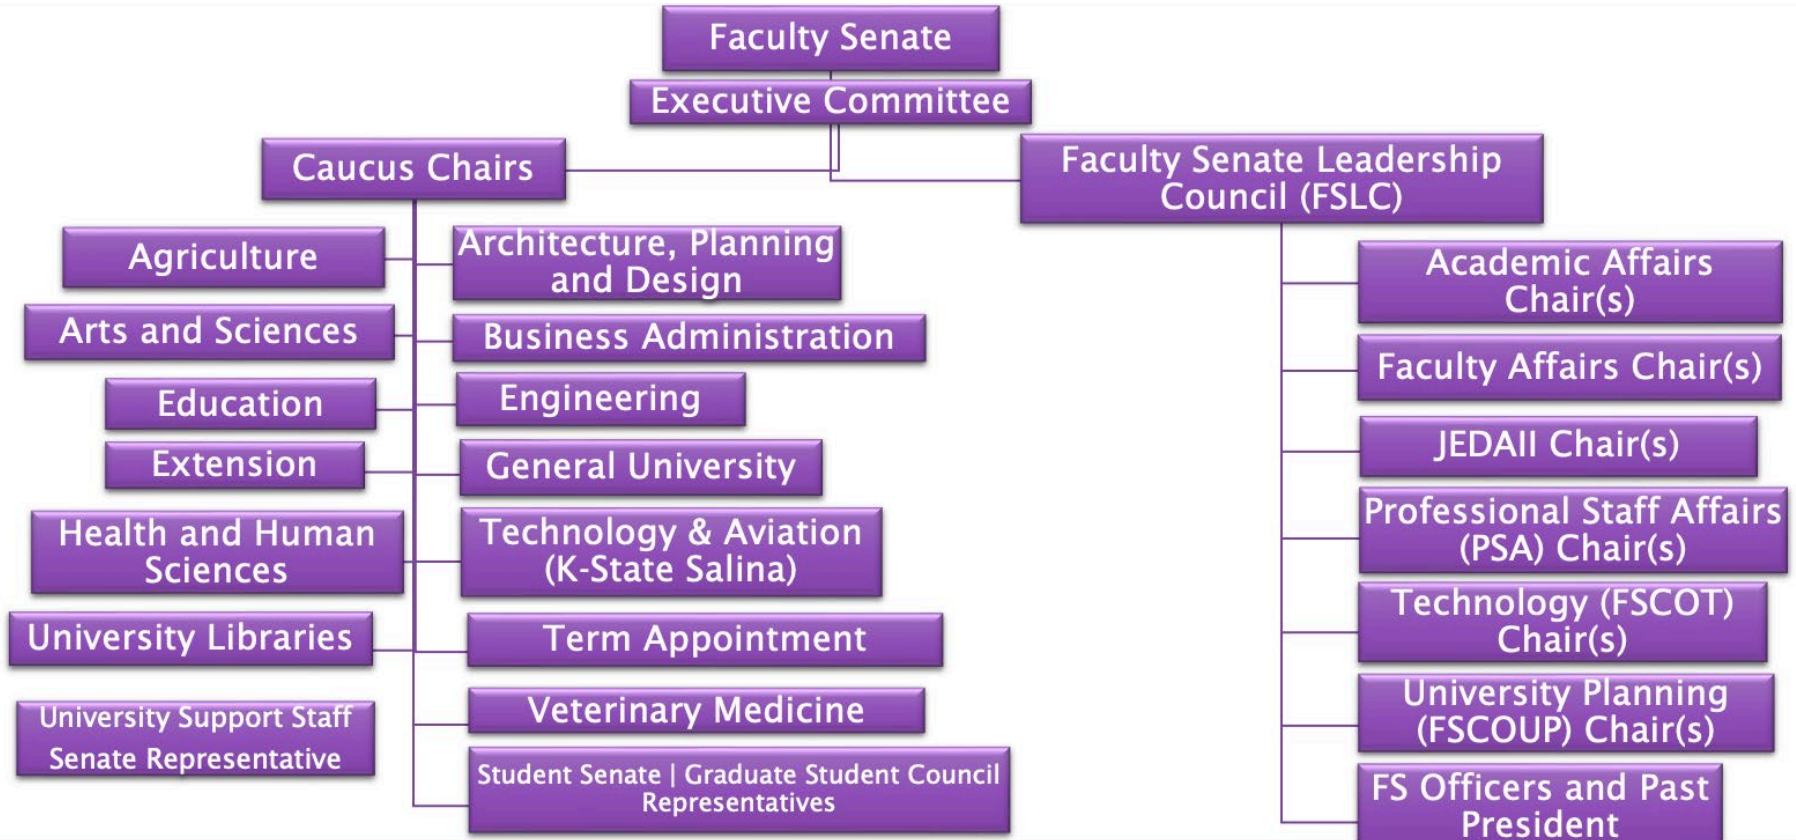 Faculty Senate
Executive Committee
Caucus Chairs
Faculty Senate Leadership
Council (FSLC)
Agriculture
Architecture, Planning
and Design
Arts and Sciences
Business Administration
Education
Engineering
Extension
General University
Health and Human
Sciences
Technology & Aviation
(K-State Salina)
University Libraries
Term Appointment
University Support Staff
Senate Representative
Veterinary Medicine
Student Senate | Graduate Student Council
Representatives
Academic Affairs
Chair(s)
Faculty Affairs Chair(s)
JEDAII Chair(s)
Professional Staff Affairs
(PSA) Chair(s)
Technology (FSCOT)
Chair(s)
University Planning
(FSCOUP) Chair(s)
FS Officers and Past
President